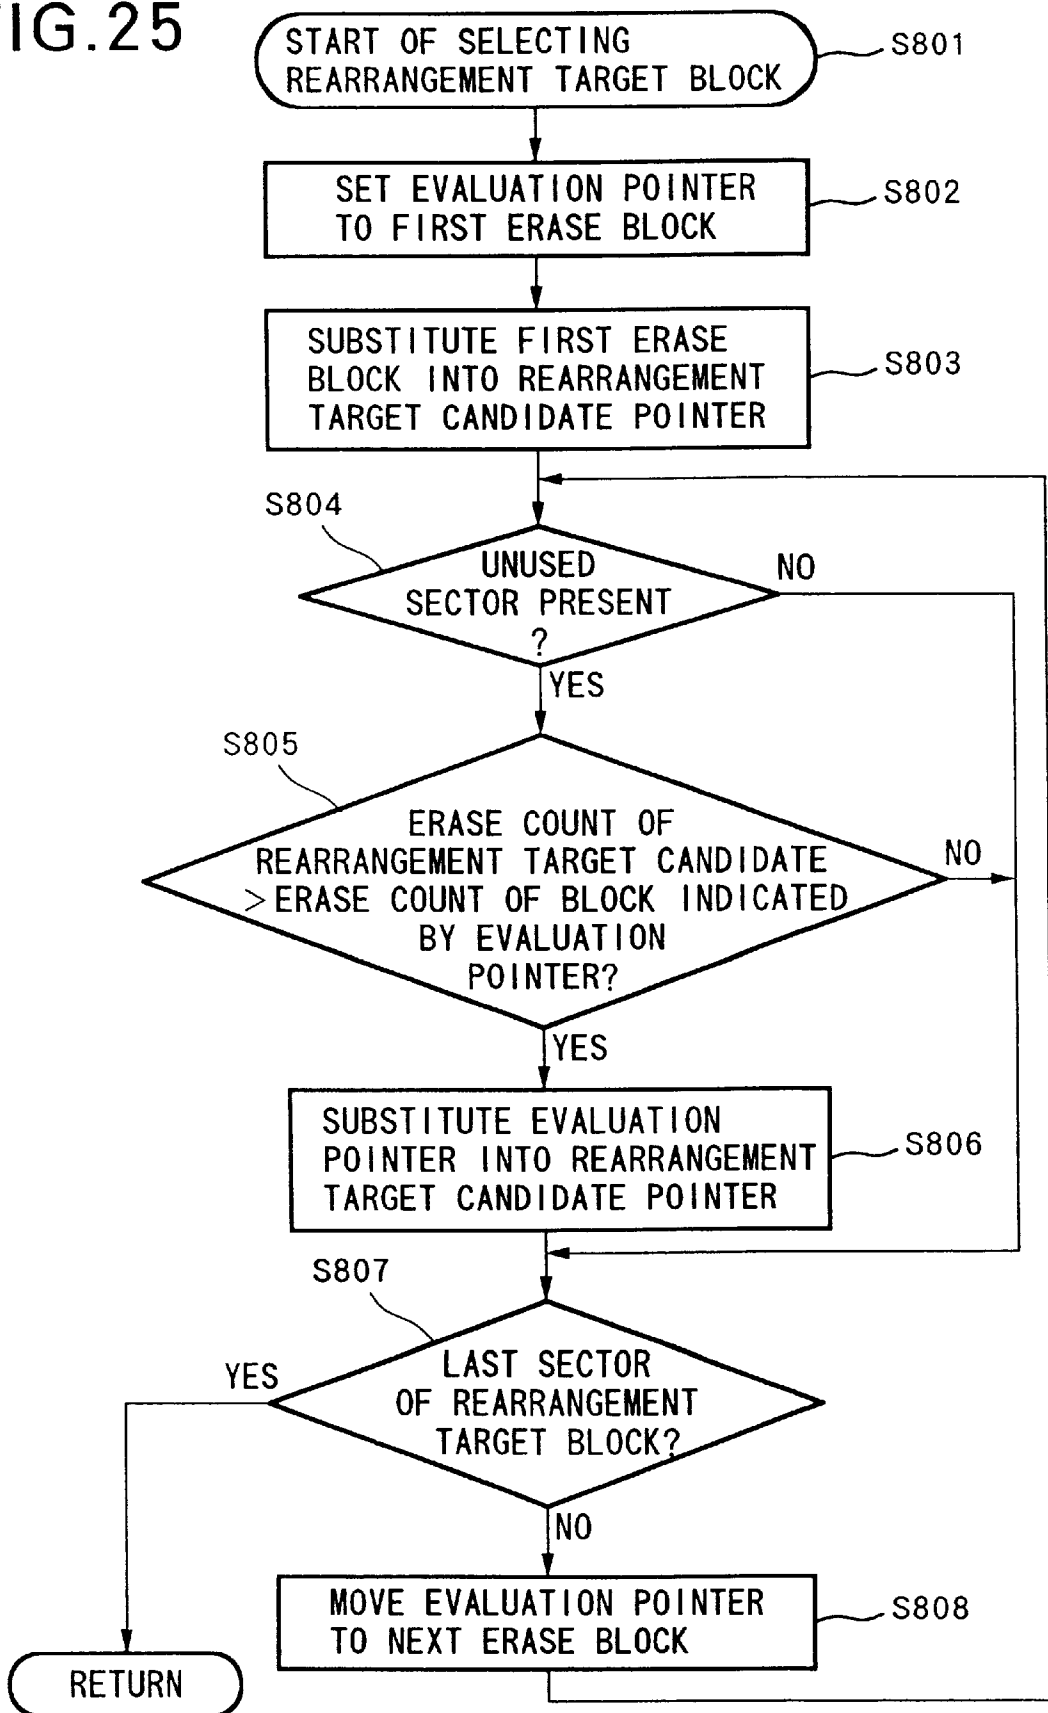 FIG.25
START OF SELECTING
REARRANGEMENT TARGET BLOCK
S801
SET EVALUATION POINTER
TO FIRST ERASE BLOCK
S802
SUBSTITUTE FIRST ERASE
BLOCK INTO REARRANGEMENT
TARGET CANDIDATE POINTER
S803
S804
UNUSED
SECTOR PRESENT
?
NO
YES
S805
ERASE COUNT OF
REARRANGEMENT TARGET CANDIDATE
>ERASE COUNT OF BLOCK INDICATED
BY EVALUATION
POINTER?
NO
YES
SUBSTITUTE EVALUATION
POINTER INTO REARRANGEMENT
TARGET CANDIDATE POINTER
S806
S807
YES
LAST SECTOR
OF REARRANGEMENT
TARGET BLOCK?
NO
MOVE EVALUATION POINTER
TO NEXT ERASE BLOCK
S808
RETURN